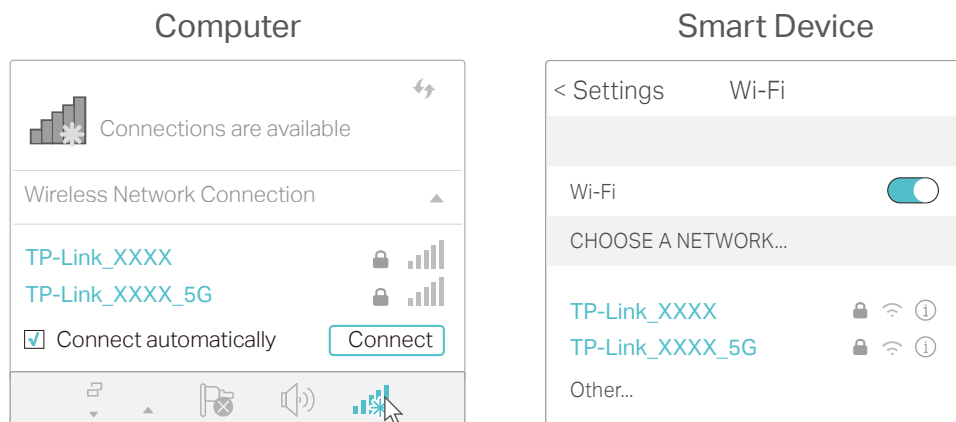 Computer
Connections are available
Wireless Network Connection
TP-Link_XXXX
TP-Link_XXXX_5G
Connect automatically
Connect
Smart Device
< Settings
Wi-Fi
Wi-Fi
CHOOSE A NETWORK...
TP-Link_XXXX
TP-Link_XXXX_5G
Other...